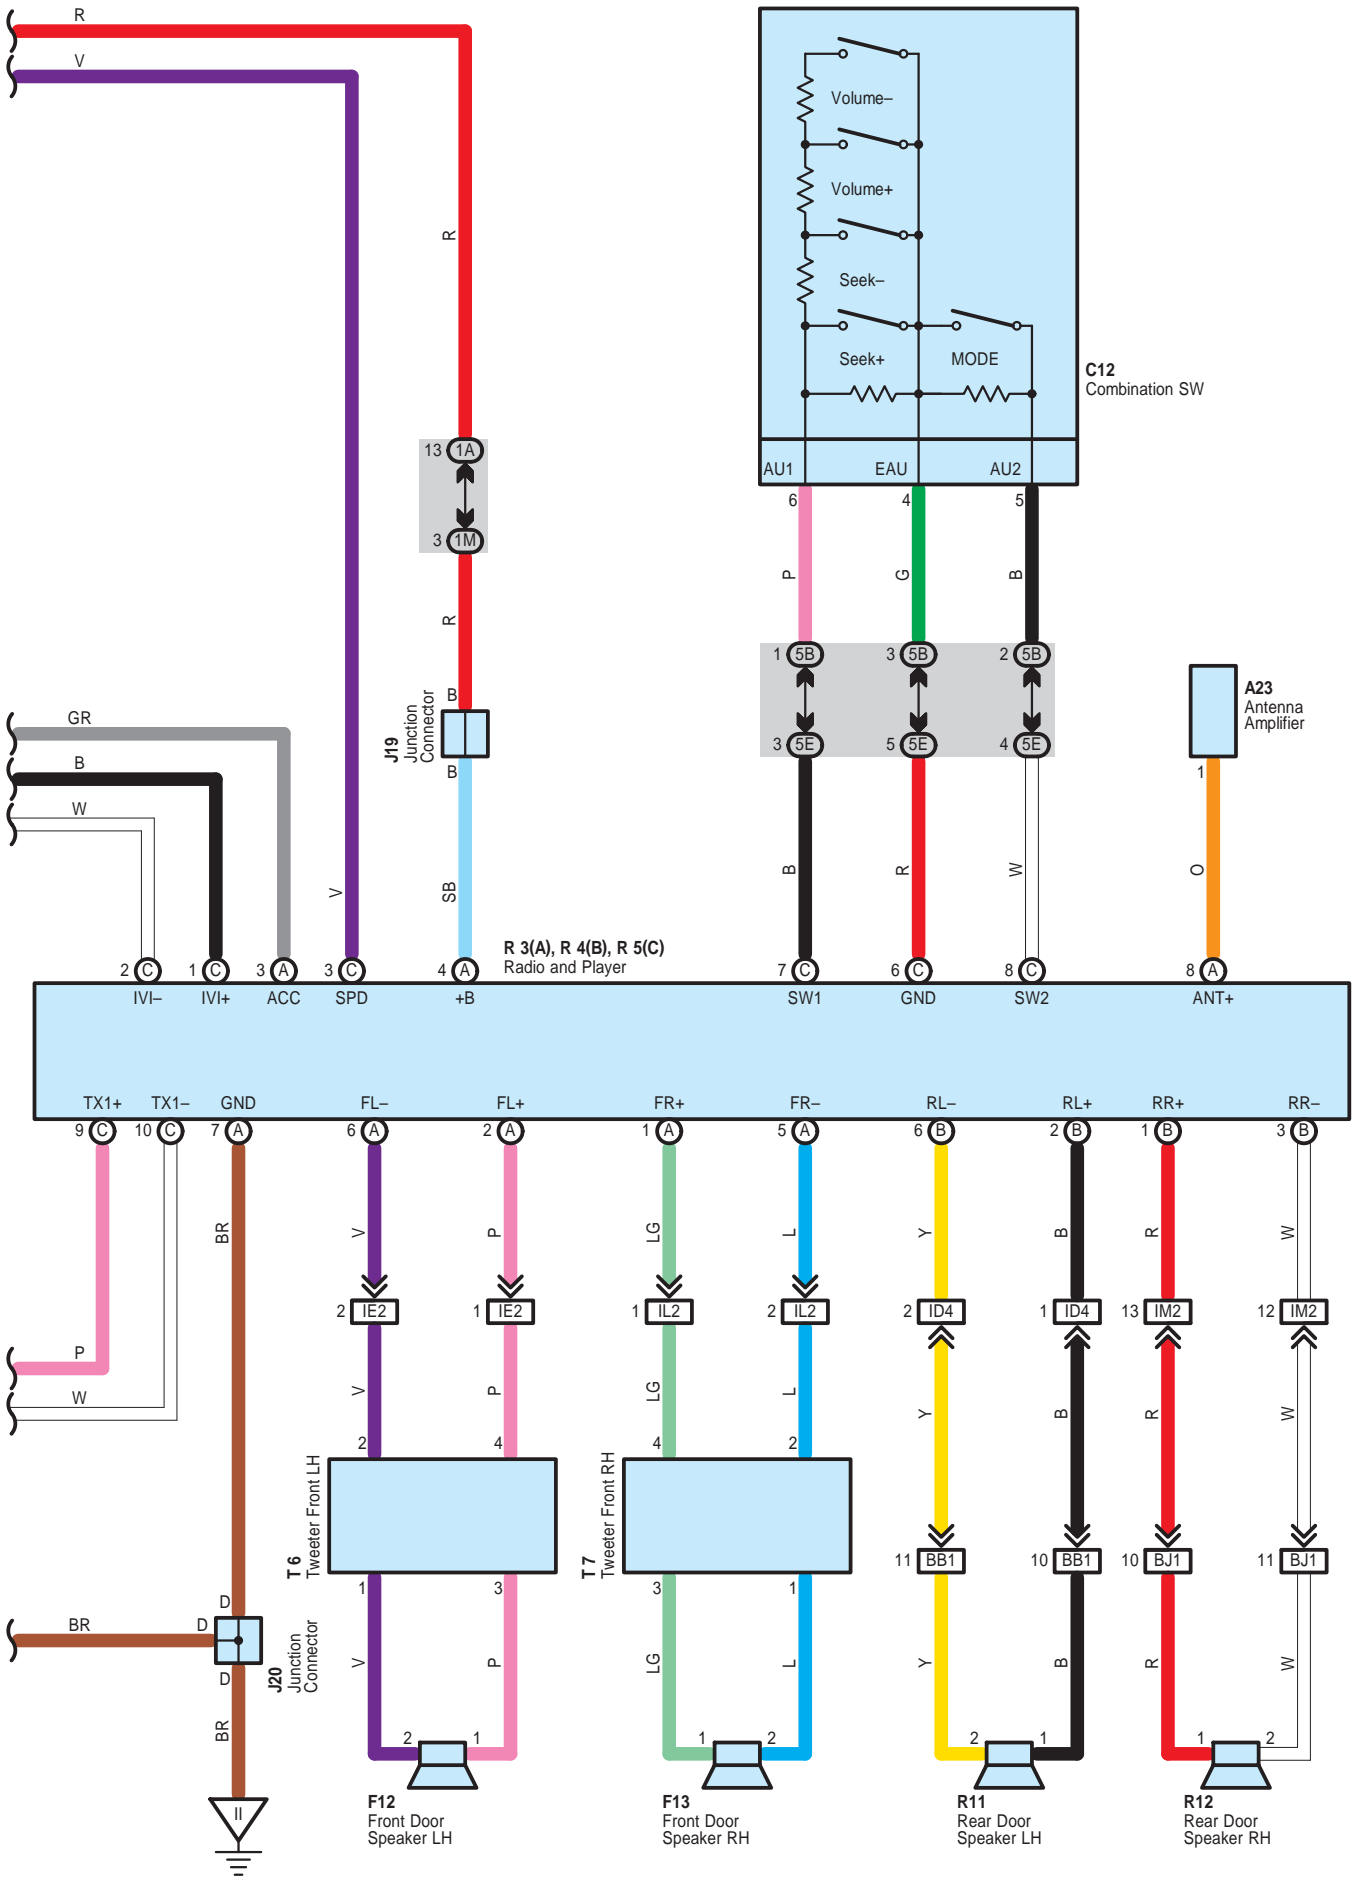 R
V
Volume–
Volume+
Seek–
Seek+
MODE
C12
Combination SW
R
13 1A
3 1M
AU1
EAU
AU2
6
4
5
P
G
B
R
1 5B
3 5B
2 5B
3 5E
5 5E
4 5E
A23
Antenna
Amplifier
1
GR
B
W
B
J19
Junction
Connector
B
V
SB
B
R
W
O
R 3(A), R 4(B), R 5(C)
Radio and Player
2 C
1 C
3 A
3 C
4 A
7 C
6 C
8 C
8 A
IVI–
IVI+
ACC
SPD
+B
SW1
GND
SW2
ANT+
TX1+
TX1–
GND
FL–
FL+
FR+
FR–
RL–
RL+
RR+
RR–
9 C
10 C
7 A
6 A
2 A
1 A
5 A
6 B
2 B
1 B
3 B
BR
V
P
LG
L
Y
B
R
W
2 IE2
1 IE2
1 IL2
2 IL2
2 ID4
1 ID4
13 IM2
12 IM2
P
W
V
P
LG
L
Y
B
R
W
2
4
4
2
T 6
Tweeter Front LH
T 7
Tweeter Front RH
11 BB1
10 BB1
10 BJ1
11 BJ1
1
3
3
1
D
BR
D
D
J20
Junction
Connector
BR
V
P
LG
L
Y
B
R
W
2
1
1
2
2
1
1
2
II
F12
Front Door
Speaker LH
F13
Front Door
Speaker RH
R11
Rear Door
Speaker LH
R12
Rear Door
Speaker RH